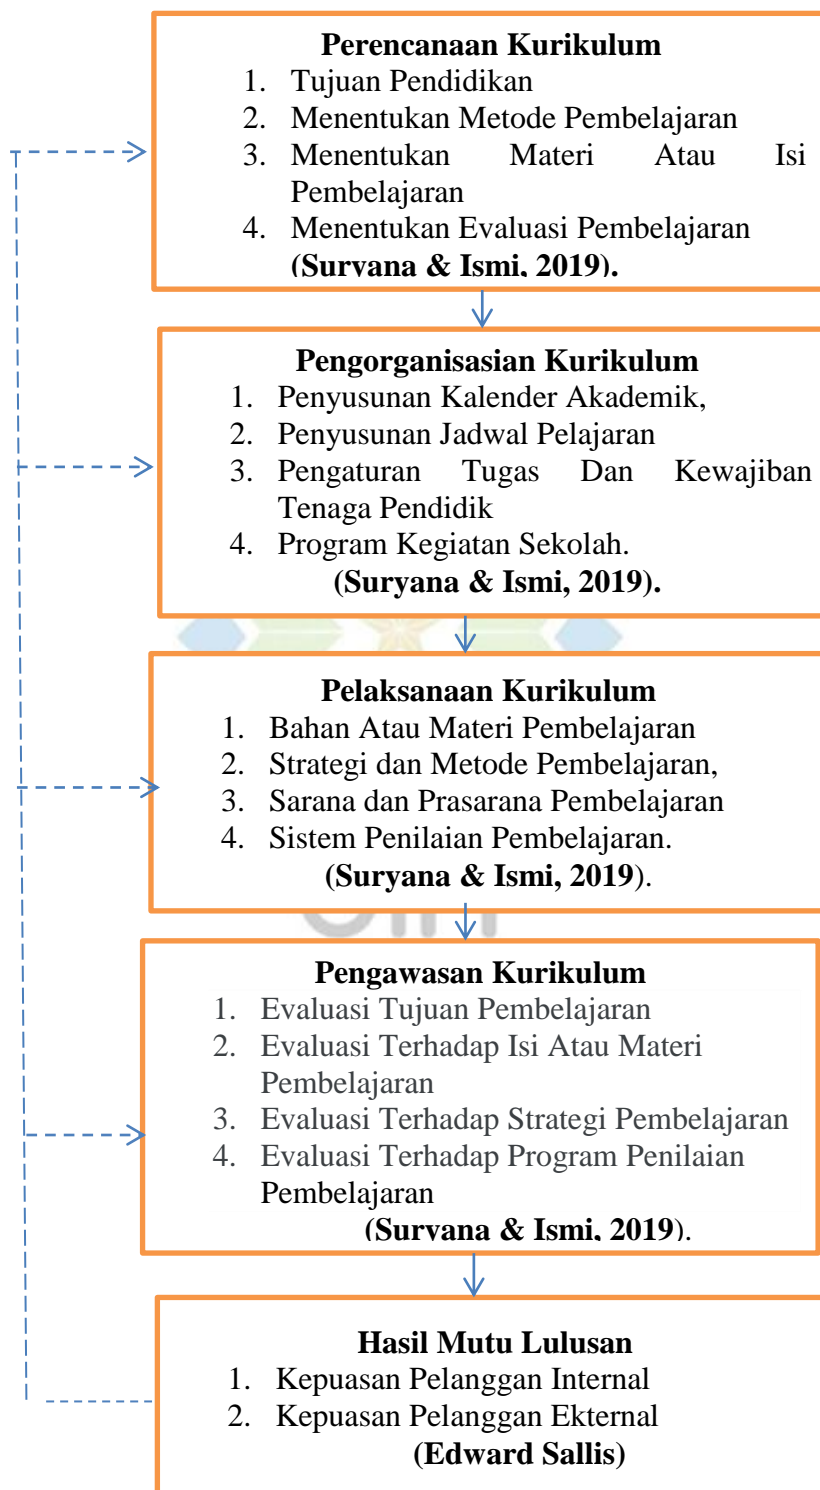 Perencanaan Kurikulum
1. Tujuan Pendidikan
2. Menentukan Metode Pembelajaran
3. Menentukan Materi Atau Isi
Pembelajaran
4. Menentukan Evaluasi Pembelajaran
(Suryana & Ismi, 2019).
Pengorganisasian Kurikulum
1. Penyusunan Kalender Akademik,
2. Penyusunan Jadwal Pelajaran
3. Pengaturan Tugas Dan Kewajiban
Tenaga Pendidik
4. Program Kegiatan Sekolah.
(Suryana & Ismi, 2019).
Pelaksanaan Kurikulum
1. Bahan Atau Materi Pembelajaran
2. Strategi dan Metode Pembelajaran,
3. Sarana dan Prasarana Pembelajaran
4. Sistem Penilaian Pembelajaran.
(Suryana & Ismi, 2019).
Pengawasan Kurikulum
1. Evaluasi Tujuan Pembelajaran
2. Evaluasi Terhadap Isi Atau Materi
Pembelajaran
3. Evaluasi Terhadap Strategi Pembelajaran
4. Evaluasi Terhadap Program Penilaian
Pembelajaran
(Suryana & Ismi, 2019).
Hasil Mutu Lulusan
1. Kepuasan Pelanggan Internal
2. Kepuasan Pelanggan Ekternal
(Edward Sallis)